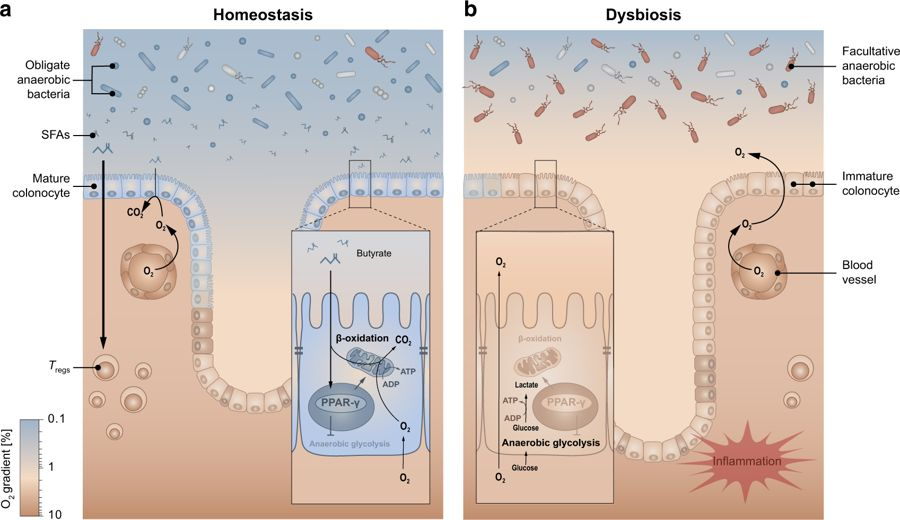 a
Homeostasis
Obligate
anaerobic
bacteria
SFAs
Mature
colonocyte
CO2
O2
O2
Tregs
Butyrate
β-oxidation
CO2
ATP
ADP
PPAR-γ
O2
Anaerobic glycolysis
O2
O2 gradient [%]
0.1
1
10
b
Dysbiosis
Facultative
anaerobic
bacteria
O2
Immature
colonocyte
O2
O2
Blood
vessel
O2
β-oxidation
Lactate
ATP
ADP
PPAR-γ
Glucose
Anaerobic glycolysis
Glucose
O2
Inflammation